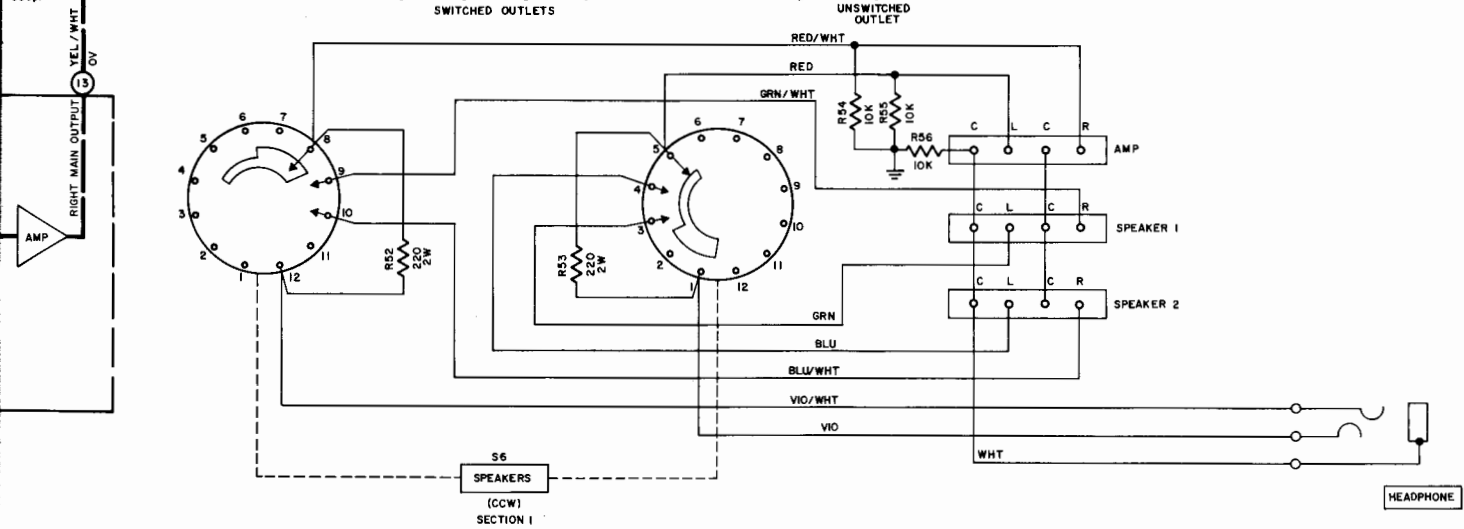 SWITCHED OUTLETS
UNSWITCHED
OUTLET
YEL/WHT
0V
13
RIGHT MAIN OUTPUT
AMP
RED/WHT
RED
GRN/WHT
R54
10K
R55
10K
R56
10K
C L C R
AMP
C L C R
SPEAKER 1
C L C R
SPEAKER 2
1
2
3
4
5
6
7
8
9
10
11
12
R52
220
2W
1
2
3
4
5
6
7
8
9
10
11
12
R53
220
2W
GRN
BLU
BLU/WHT
VIO/WHT
VIO
WHT
S6
SPEAKERS
(CCW)
SECTION 1
HEADPHONE